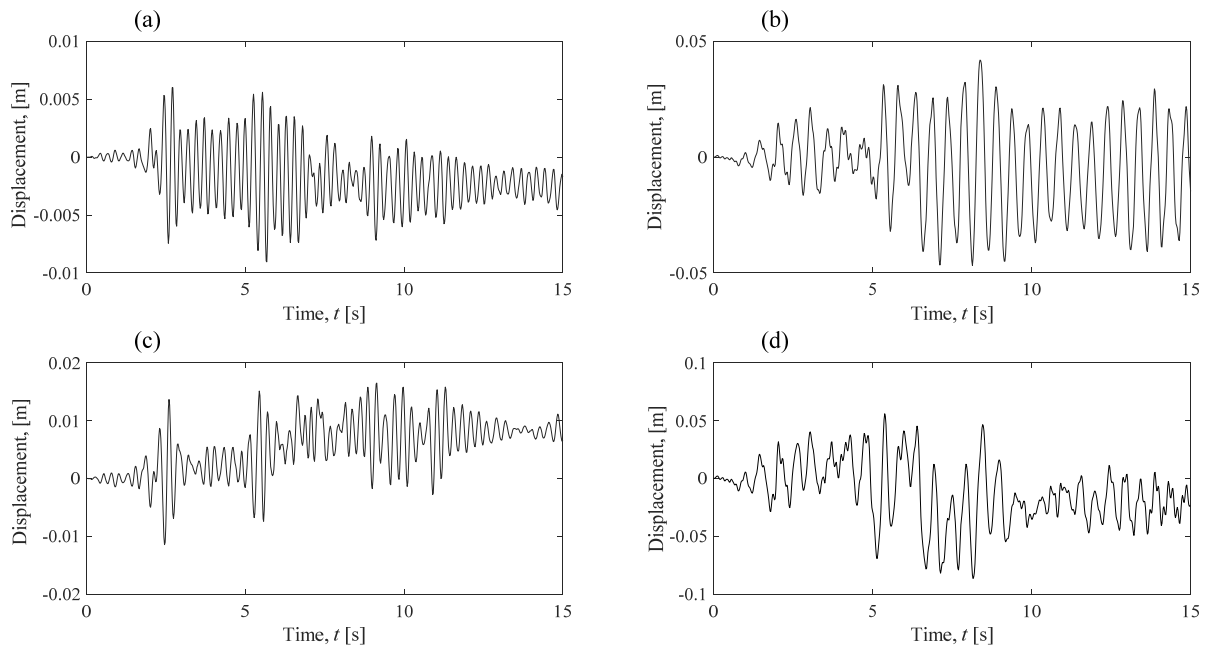 (a)
0.01
0.005
0
-0.005
-0.01
Displacement, [m]
0 5 10 15
Time, t [s]
(b)
0.05
0
-0.05
Displacement, [m]
0 5 10 15
Time, t [s]
(c)
0.02
0.01
0
-0.01
-0.02
Displacement, [m]
0 5 10 15
Time, t [s]
(d)
0.1
0.05
0
-0.05
-0.1
Displacement, [m]
0 5 10 15
Time, t [s]